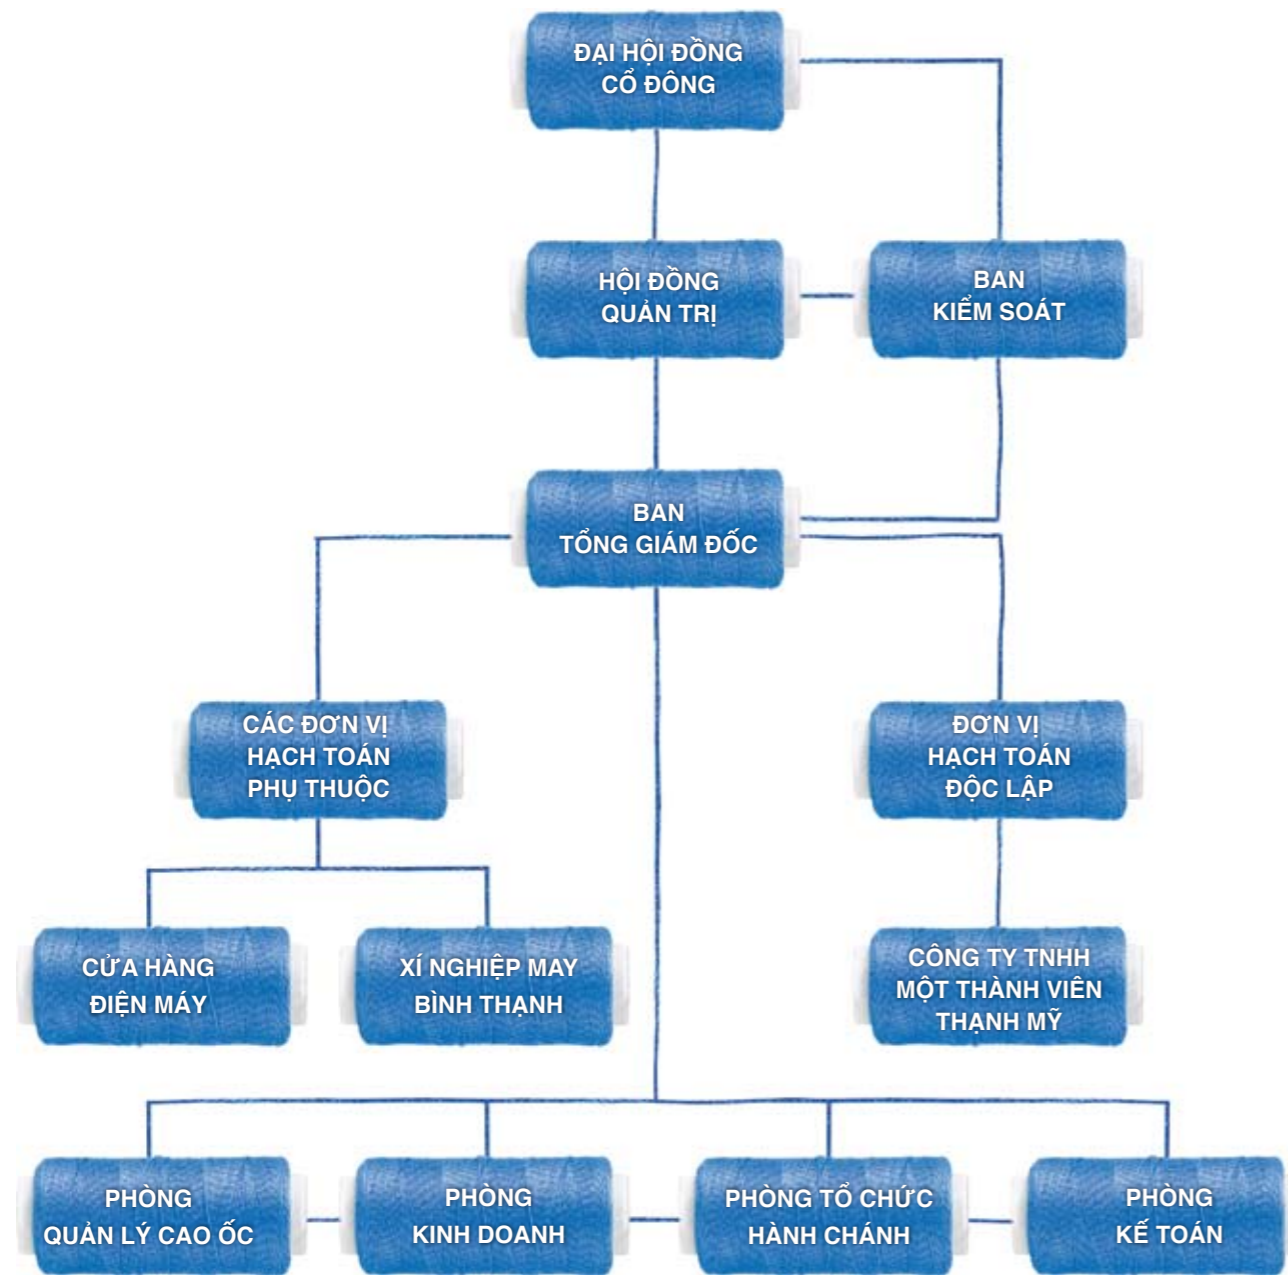 ĐẠI HỘI ĐỒNG
CỔ ĐÔNG
HỘI ĐỒNG
QUẢN TRỊ
BAN
KIỂM SOÁT
BAN
TỔNG GIÁM ĐỐC
CÁC ĐƠN VỊ
HẠCH TOÁN
PHỤ THUỘC
ĐƠN VỊ
HẠCH TOÁN
ĐỘC LẬP
CỬA HÀNG
ĐIỆN MÁY
XÍ NGHIỆP MAY
BÌNH THẠNH
CÔNG TY TNHH
MỘT THÀNH VIÊN
THẠNH MỸ
PHÒNG
QUẢN LÝ CAO ỐC
PHÒNG
KINH DOANH
PHÒNG TỔ CHỨC
HÀNH CHÁNH
PHÒNG
KẾ TOÁN